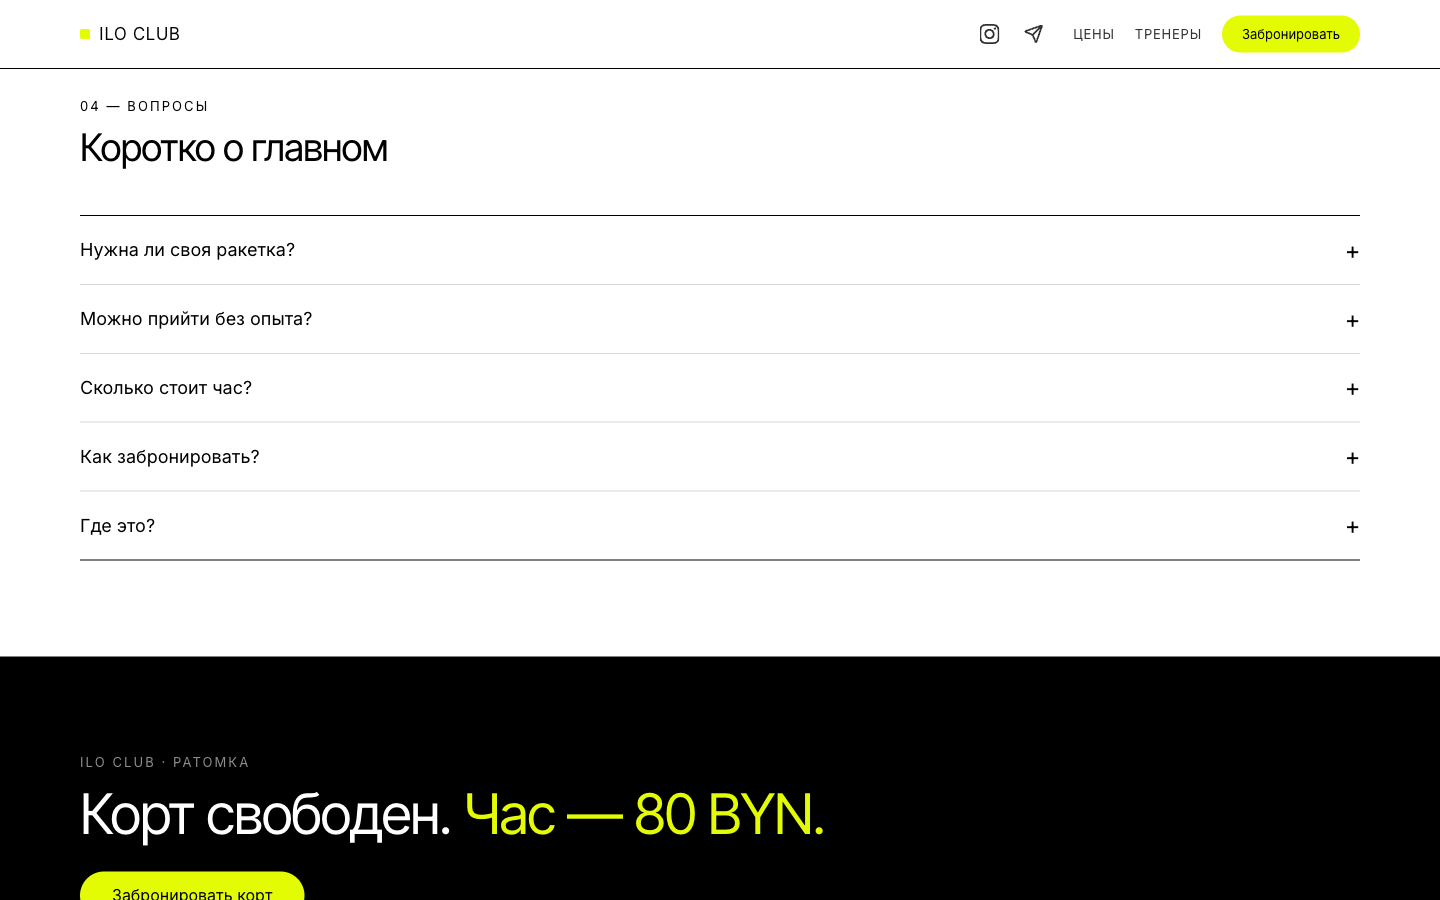 ILO CLUB
ЦЕНЫ ТРЕНЕРЫ Забронировать
04 — ВОПРОСЫ
Коротко о главном
Нужна ли своя ракетка? +
Можно прийти без опыта? +
Сколько стоит час? +
Как забронировать? +
Где это? +
ILO CLUB · РАТОМКА
Корт свободен. Час — 80 BYN.
Забронировать корт